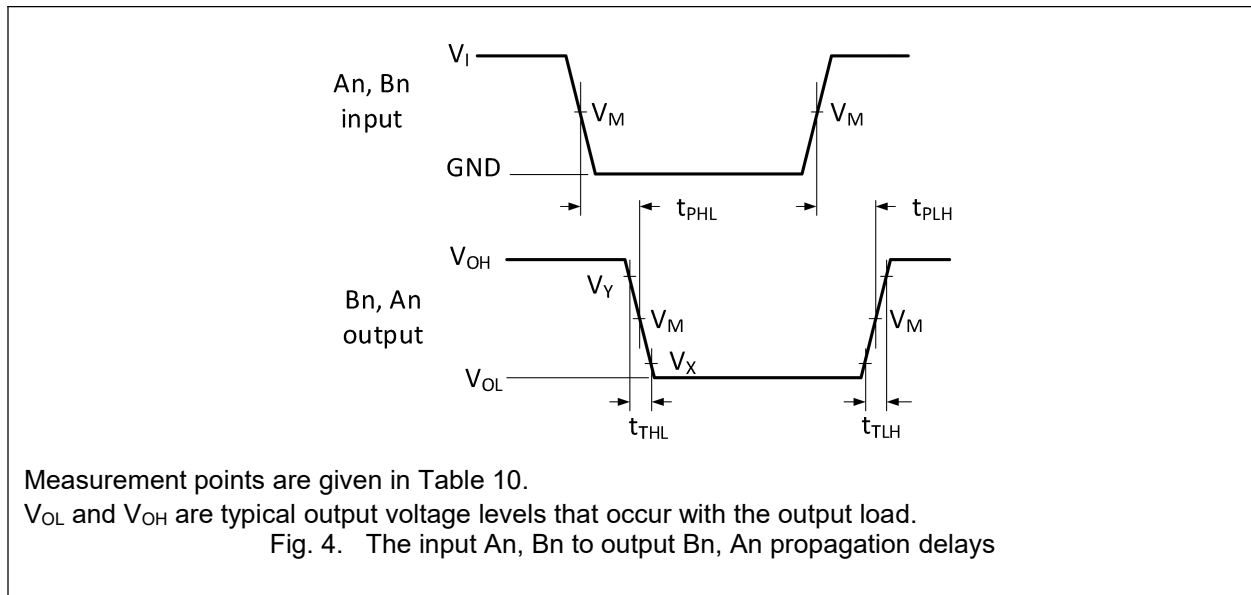 V_I
An, Bn
input
V_M
V_M
GND
t_PHL
t_PLH
V_OH
V_Y
Bn, An
output
V_M
V_M
V_X
V_OL
t_THL
t_TLH
Measurement points are given in Table 10.
V_OL and V_OH are typical output voltage levels that occur with the output load.
Fig. 4. The input An, Bn to output Bn, An propagation delays